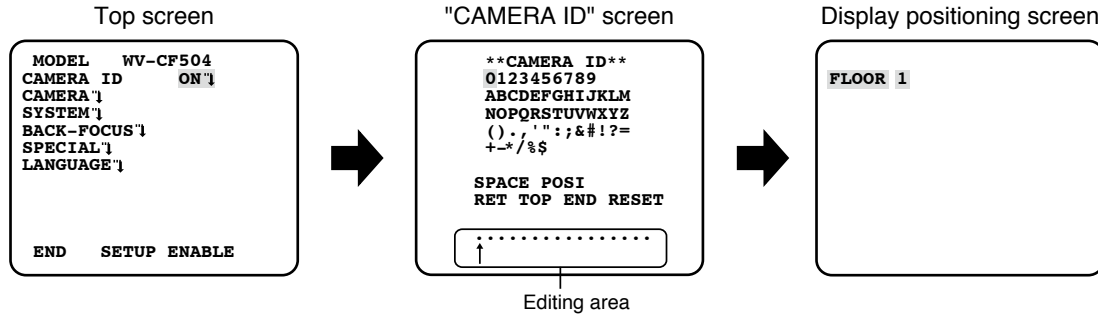 Top screen
MODEL WV-CF504
CAMERA ID ON
CAMERA
SYSTEM
BACK-FOCUS
SPECIAL
LANGUAGE
END SETUP ENABLE
"CAMERA ID" screen
**CAMERA ID**
0123456789
ABCDEFGHIJKLM
NOPQRSTUVWXYZ
().,'":;&#!?=
+-*/%$
SPACE POSI
RET TOP END RESET
................
Editing area
Display positioning screen
FLOOR 1